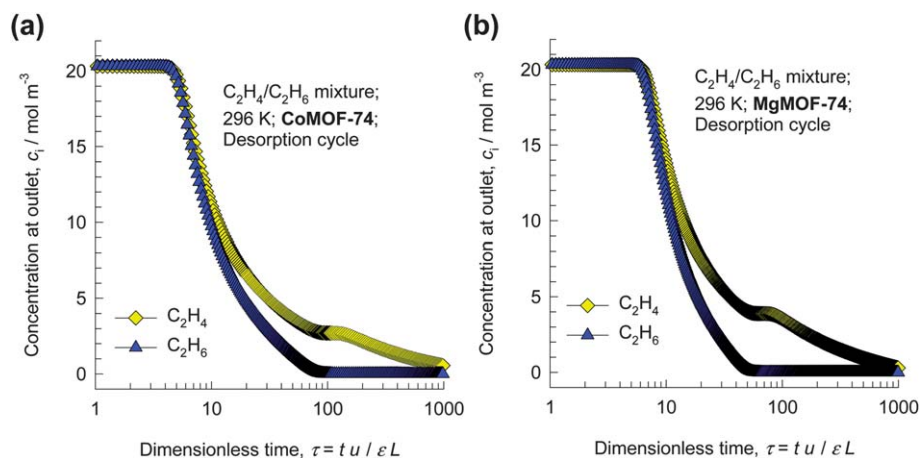 (a)
Concentration at outlet, cᵢ / mol m⁻³
20
15
10
5
0
C₂H₄/C₂H₆ mixture;
296 K; CoMOF-74;
Desorption cycle
C₂H₄
C₂H₆
1
10
100
1000
Dimensionless time, τ = t u / ε L
(b)
Concentration at outlet, cᵢ / mol m⁻³
20
15
10
5
0
C₂H₄/C₂H₆ mixture;
296 K; MgMOF-74;
Desorption cycle
C₂H₄
C₂H₆
1
10
100
1000
Dimensionless time, τ = t u / ε L